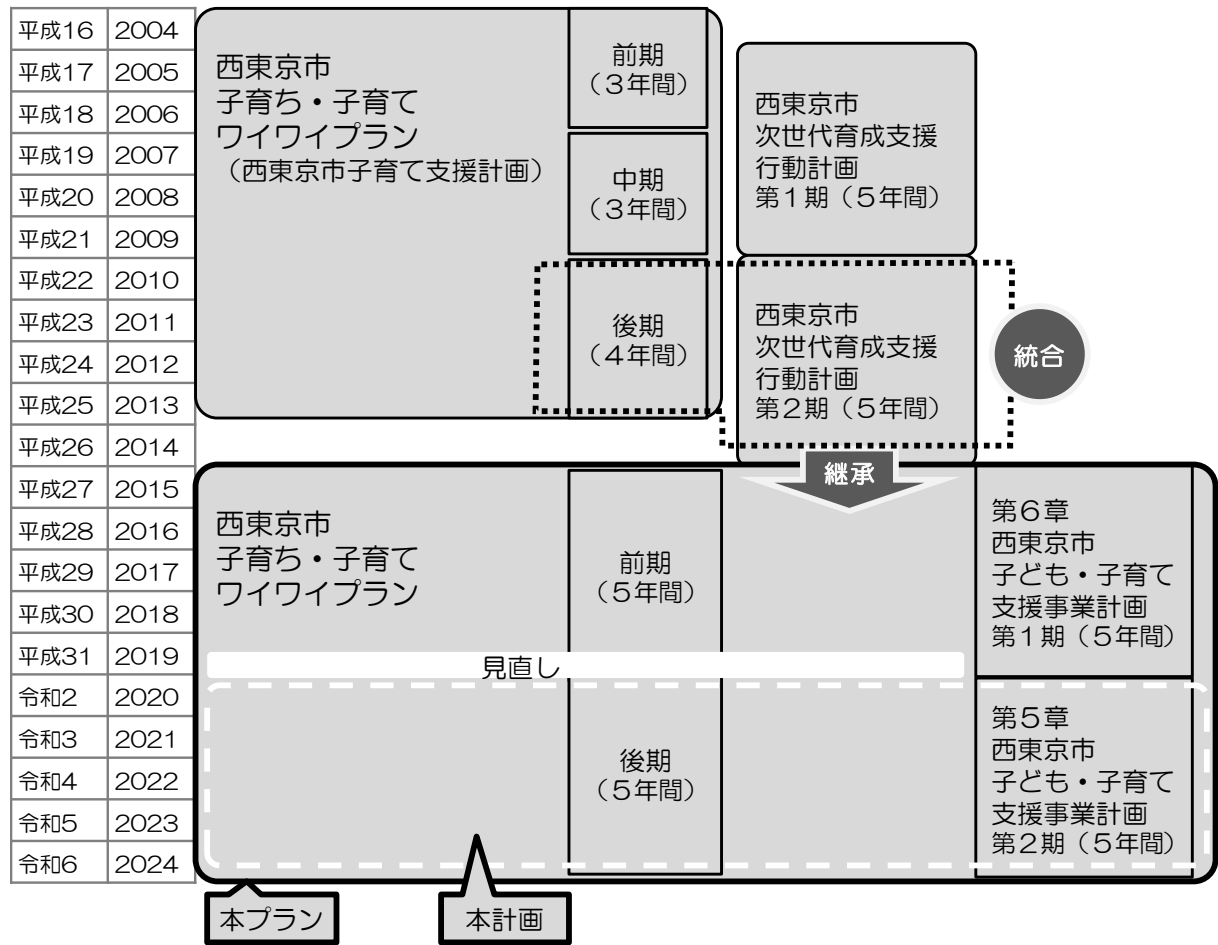 平成16 2004
平成17 2005
平成18 2006
平成19 2007
平成20 2008
平成21 2009
平成22 2010
平成23 2011
平成24 2012
平成25 2013
平成26 2014
平成27 2015
平成28 2016
平成29 2017
平成30 2018
平成31 2019
令和2 2020
令和3 2021
令和4 2022
令和5 2023
令和6 2024
西東京市
子育ち・子育て
ワイワイプラン
（西東京市子育て支援計画）
前期
（３年間）
中期
（３年間）
後期
（４年間）
西東京市
次世代育成支援
行動計画
第１期（５年間）
西東京市
次世代育成支援
行動計画
第２期（５年間）
統合
継承
西東京市
子育ち・子育て
ワイワイプラン
前期
（５年間）
見直し
後期
（５年間）
第６章
西東京市
子ども・子育て
支援事業計画
第１期（５年間）
第５章
西東京市
子ども・子育て
支援事業計画
第２期（５年間）
本プラン
本計画